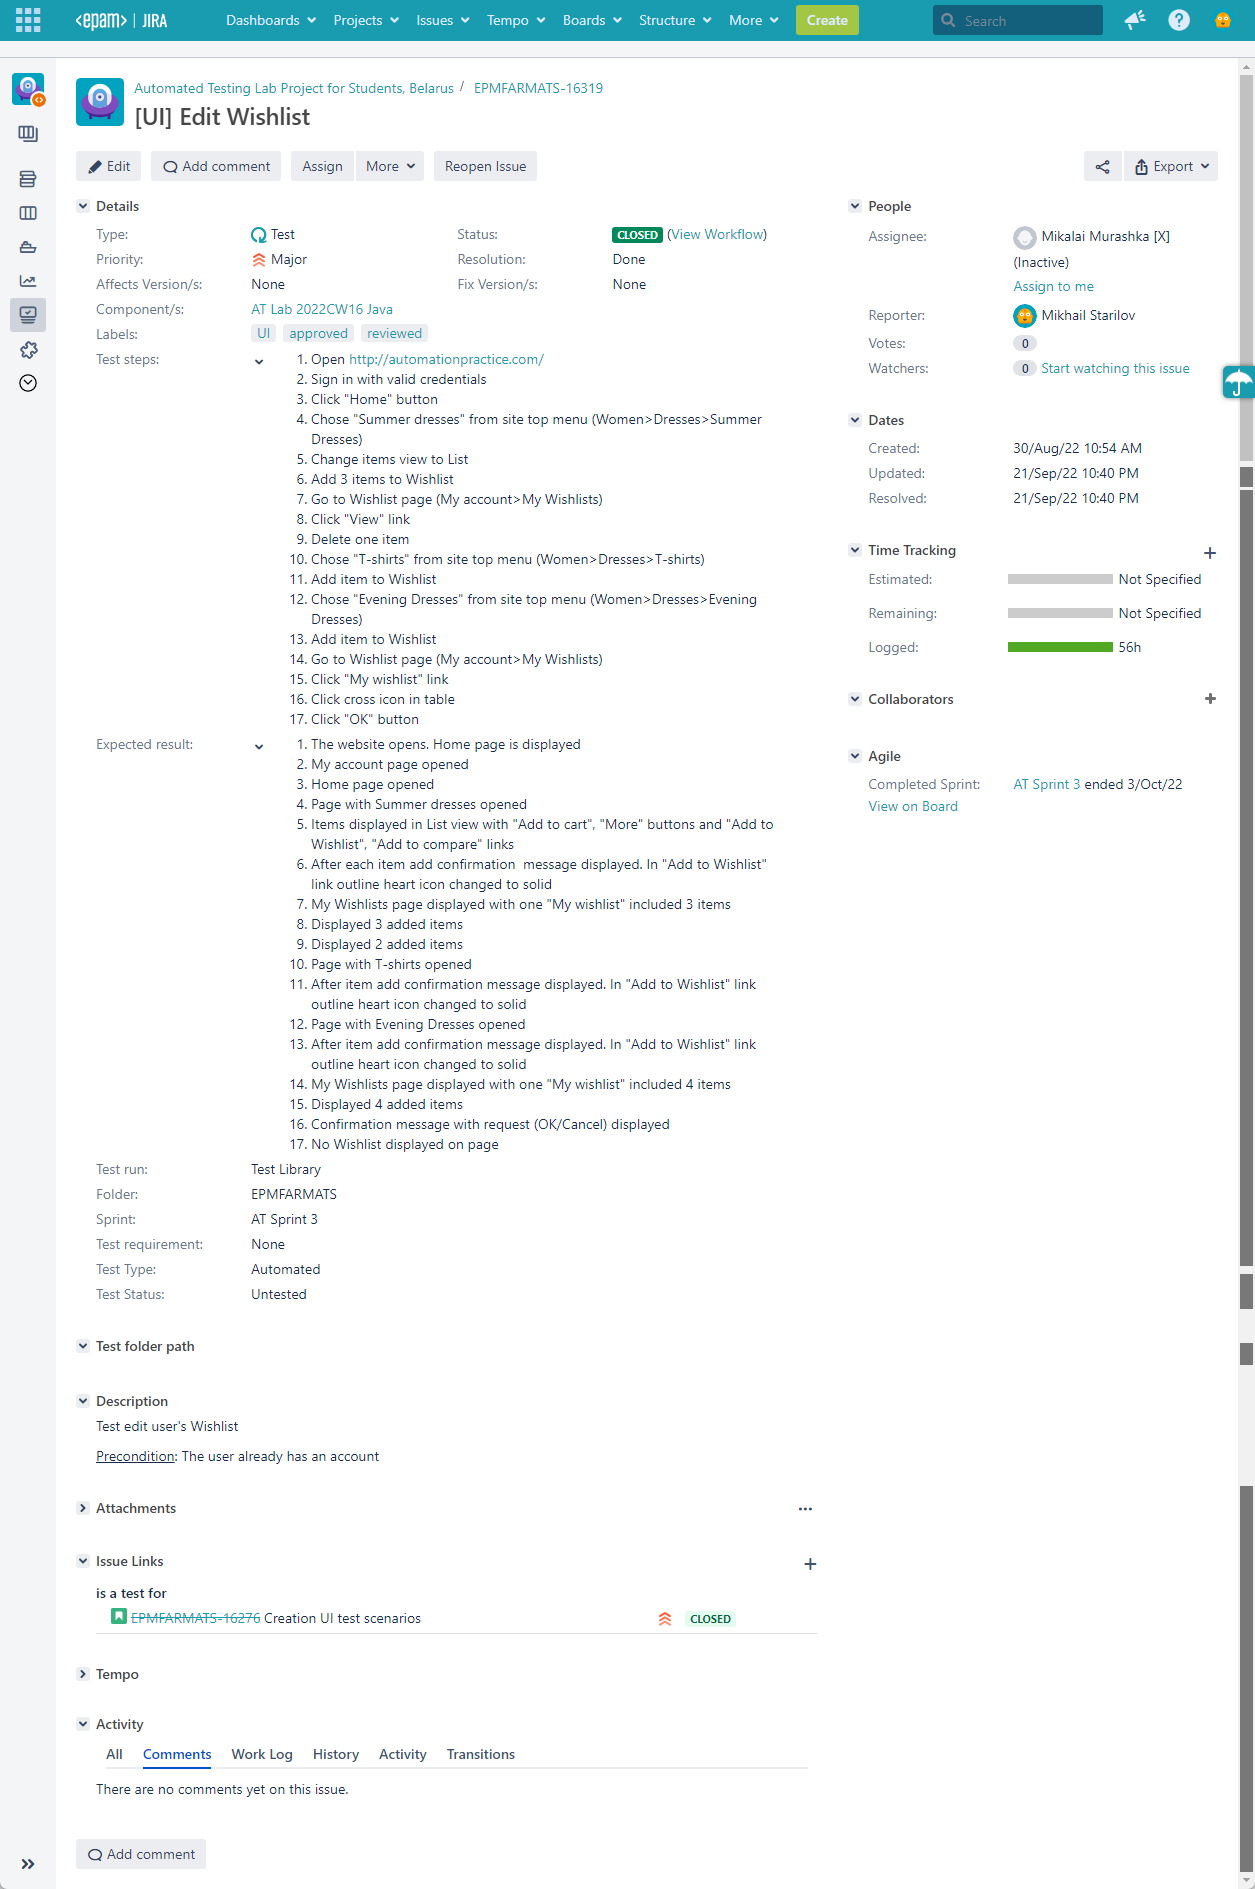 <epam> | JIRA Dashboards Projects Issues Tempo Boards Structure More Create Search
Automated Testing Lab Project for Students, Belarus / EPMFARMATS-16319
[UI] Edit Wishlist
Edit Add comment Assign More Reopen Issue Export
Details
Type: Test Status: CLOSED (View Workflow)
Priority: Major Resolution: Done
Affects Version/s: None Fix Version/s: None
Component/s: AT Lab 2022CW16 Java
Labels: UI approved reviewed
Test steps: 1. Open http://automationpractice.com/
2. Sign in with valid credentials
3. Click "Home" button
4. Chose "Summer dresses" from site top menu (Women>Dresses>Summer
Dresses)
5. Change items view to List
6. Add 3 items to Wishlist
7. Go to Wishlist page (My account>My Wishlists)
8. Click "View" link
9. Delete one item
10. Chose "T-shirts" from site top menu (Women>Dresses>T-shirts)
11. Add item to Wishlist
12. Chose "Evening Dresses" from site top menu (Women>Dresses>Evening
Dresses)
13. Add item to Wishlist
14. Go to Wishlist page (My account>My Wishlists)
15. Click "My wishlist" link
16. Click cross icon in table
17. Click "OK" button
Expected result: 1. The website opens. Home page is displayed
2. My account page opened
3. Home page opened
4. Page with Summer dresses opened
5. Items displayed in List view with "Add to cart", "More" buttons and "Add to
Wishlist", "Add to compare" links
6. After each item add confirmation  message displayed. In "Add to Wishlist"
link outline heart icon changed to solid
7. My Wishlists page displayed with one "My wishlist" included 3 items
8. Displayed 3 added items
9. Displayed 2 added items
10. Page with T-shirts opened
11. After item add confirmation message displayed. In "Add to Wishlist" link
outline heart icon changed to solid
12. Page with Evening Dresses opened
13. After item add confirmation message displayed. In "Add to Wishlist" link
outline heart icon changed to solid
14. My Wishlists page displayed with one "My wishlist" included 4 items
15. Displayed 4 added items
16. Confirmation message with request (OK/Cancel) displayed
17. No Wishlist displayed on page
Test run: Test Library
Folder: EPMFARMATS
Sprint: AT Sprint 3
Test requirement: None
Test Type: Automated
Test Status: Untested
Test folder path
Description
Test edit user's Wishlist
Precondition: The user already has an account
Attachments
Issue Links
is a test for
EPMFARMATS-16276 Creation UI test scenarios CLOSED
Tempo
Activity
All Comments Work Log History Activity Transitions
There are no comments yet on this issue.
Add comment
People
Assignee: Mikalai Murashka [X]
(Inactive)
Assign to me
Reporter: Mikhail Starilov
Votes: 0
Watchers: 0 Start watching this issue
Dates
Created: 30/Aug/22 10:54 AM
Updated: 21/Sep/22 10:40 PM
Resolved: 21/Sep/22 10:40 PM
Time Tracking
Estimated: Not Specified
Remaining: Not Specified
Logged: 56h
Collaborators
Agile
Completed Sprint: AT Sprint 3 ended 3/Oct/22
View on Board